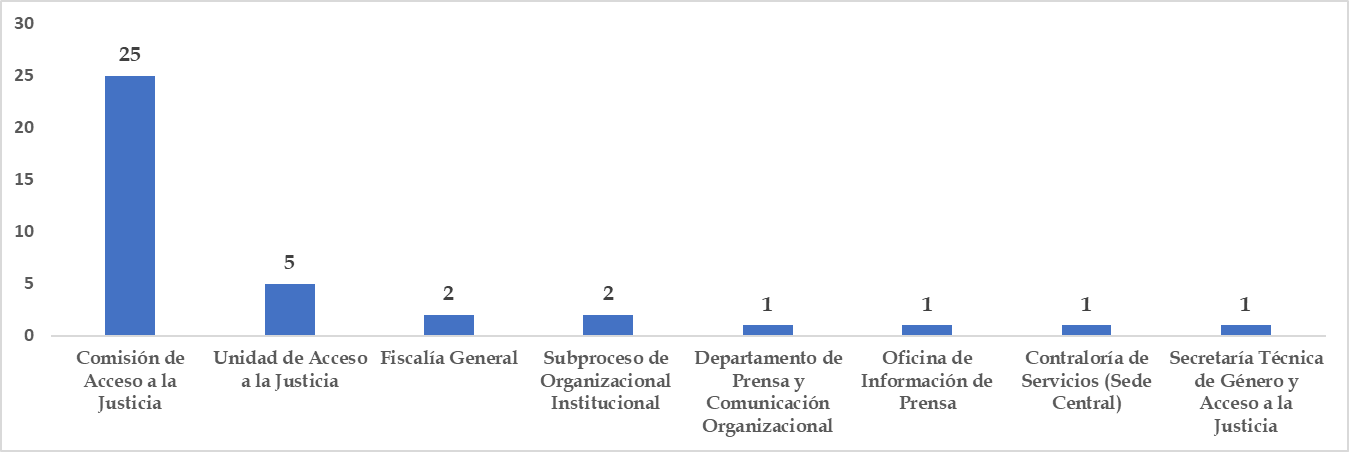 30
25
20
15
10
5
0
25
5
2
2
1
1
1
1
Comisión de
Acceso a la
Justicia
Unidad de Acceso
a la Justicia
Fiscalía General
Subproceso de
Organizacional
Institucional
Departamento de
Prensa y
Comunicación
Organizacional
Oficina de
Información de
Prensa
Contraloría de
Servicios (Sede
Central)
Secretaría Técnica
de Género y
Acceso a la
Justicia